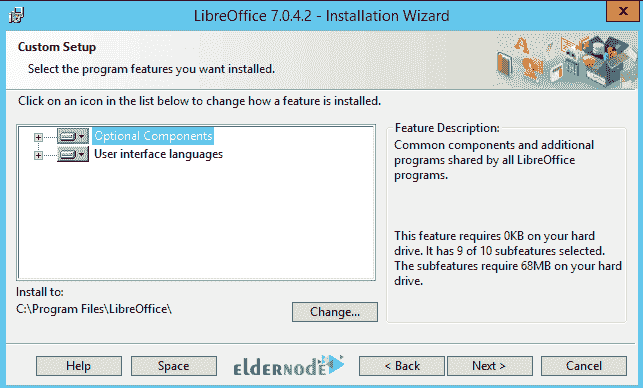 LibreOffice 7.0.4.2 - Installation Wizard
x
Custom Setup
Select the program features you want installed.
Click on an icon in the list below to change how a feature is installed.
Optional Components
User interface languages
Feature Description:
Common components and additional
programs shared by all LibreOffice
programs.
This feature requires 0KB on your hard
drive. It has 9 of 10 subfeatures selected.
The subfeatures require 68MB on your hard
drive.
Install to:
C:\Program Files\LibreOffice\
Change...
Help
Space
ELDERNODE
< Back
Next >
Cancel